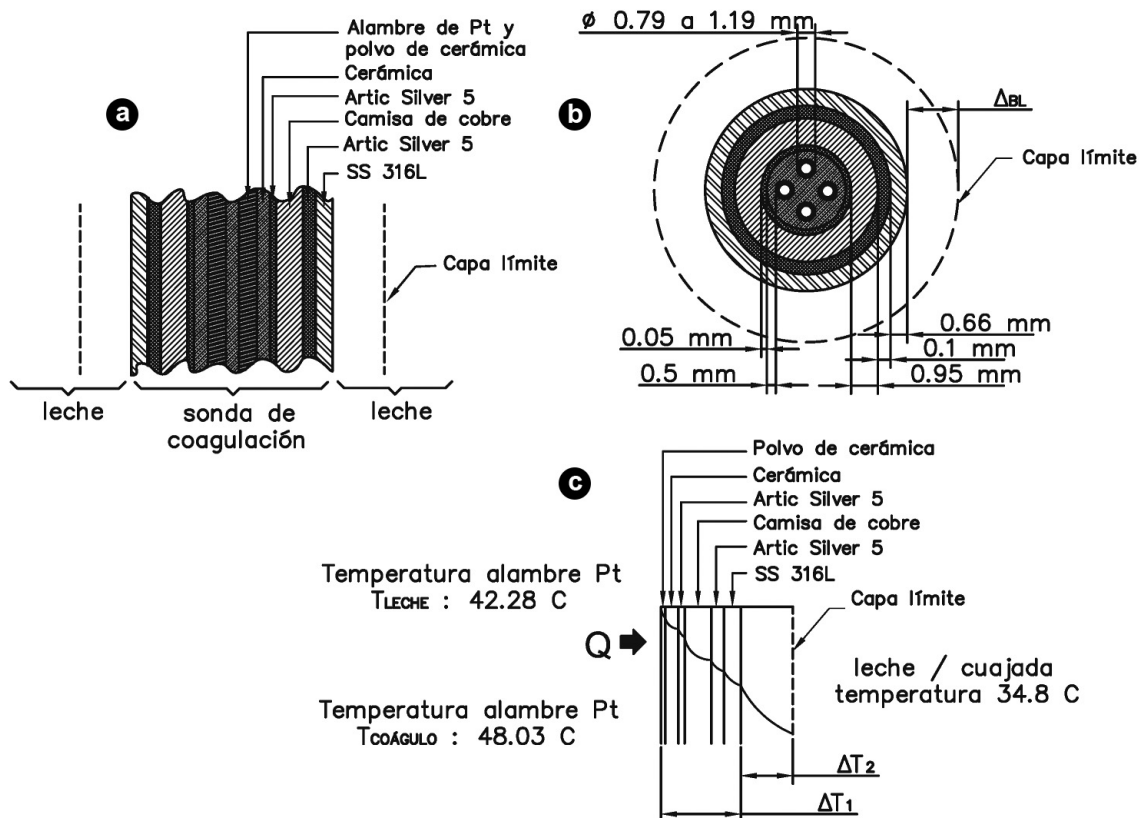 a
Alambre de Pt y
polvo de cerámica
Cerámica
Artic Silver 5
Camisa de cobre
Artic Silver 5
SS 316L
Capa límite
leche
sonda de
coagulación
leche
b
ø 0.79 a 1.19 mm
ΔBL
Capa límite
0.05 mm
0.5 mm
0.66 mm
0.1 mm
0.95 mm
c
Polvo de cerámica
Cerámica
Artic Silver 5
Camisa de cobre
Artic Silver 5
SS 316L
Capa límite
Temperatura alambre Pt
TLECHE : 42.28 C
Q
Temperatura alambre Pt
TCOÁGULO : 48.03 C
leche / cuajada
temperatura 34.8 C
ΔT2
ΔT1